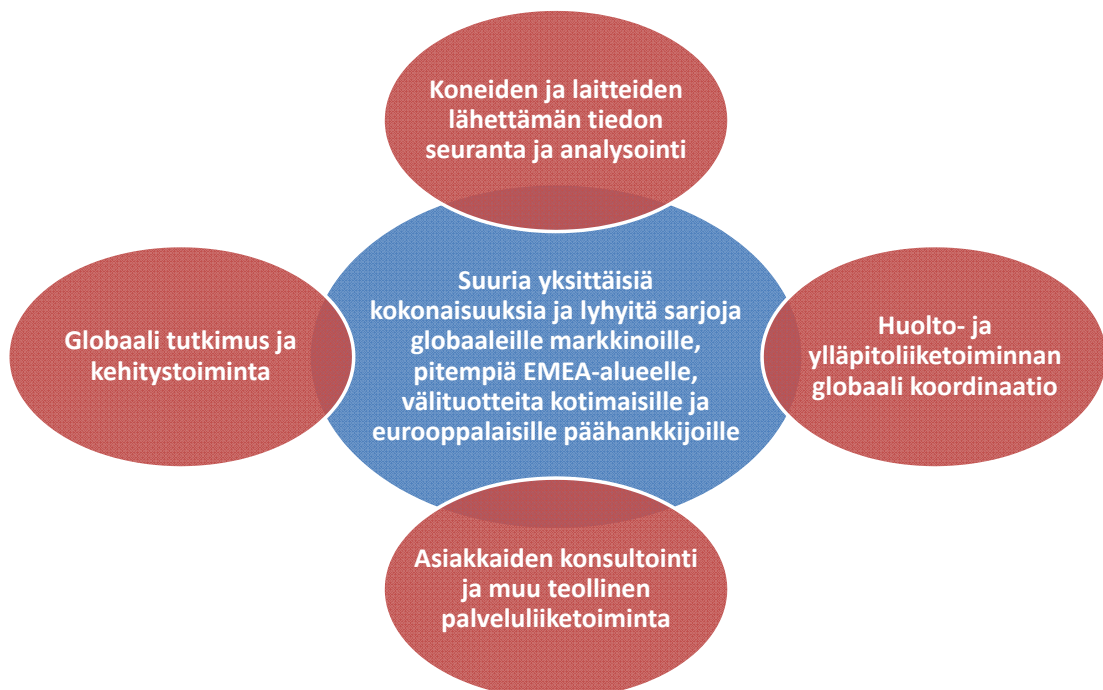 Koneiden ja laitteiden
lähettämän tiedon
seuranta ja analysointi
Globaali tutkimus ja
kehitystoiminta
Suuria yksittäisiä
kokonaisuuksia ja lyhyitä sarjoja
globaaleille markkinoille,
pitempiä EMEA-alueelle,
välituotteita kotimaisille ja
eurooppalaisille päähankkijoille
Huolto- ja
ylläpitoliiketoiminnan
globaali koordinaatio
Asiakkaiden konsultointi
ja muu teollinen
palveluliiketoiminta